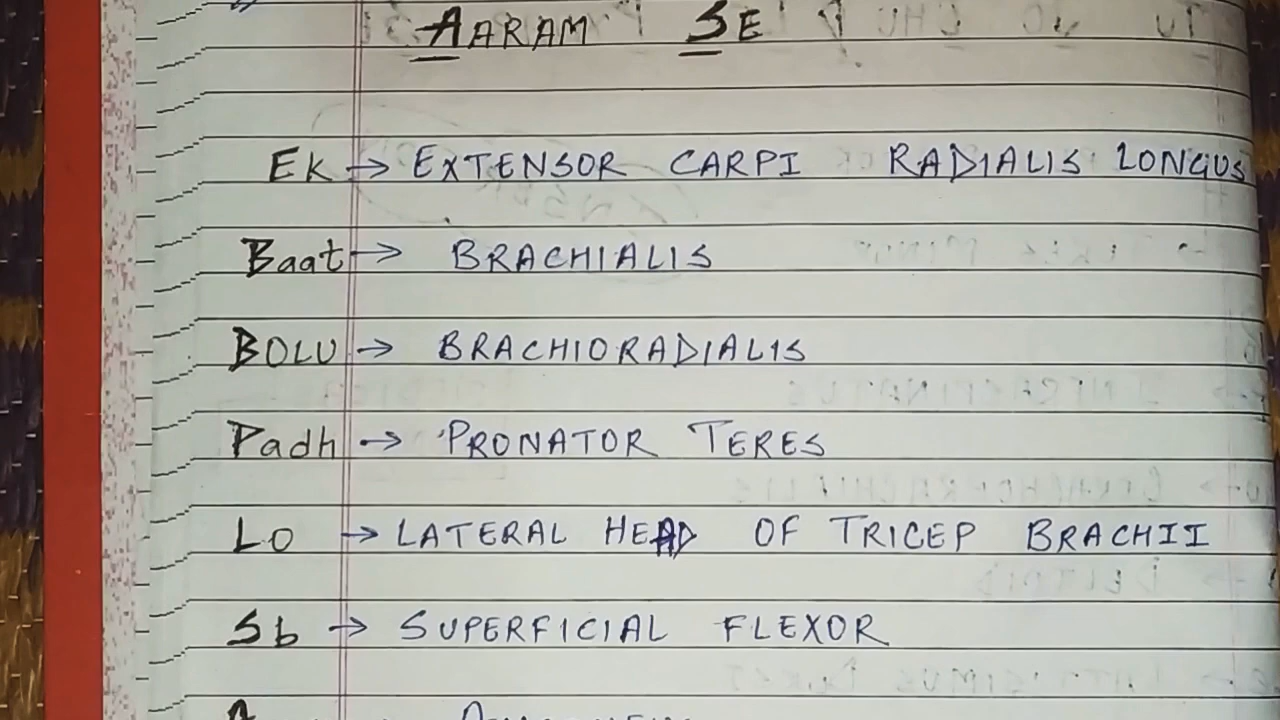 AARAM SE
EK → EXTENSOR CARPI RADIALIS LONGUS
Baat → BRACHIALIS
BOLU → BRACHIORADIALIS
Padh → PRONATOR TERES
LO → LATERAL HEAD OF TRICEP BRACHII
Sb → SUPERFICIAL FLEXOR